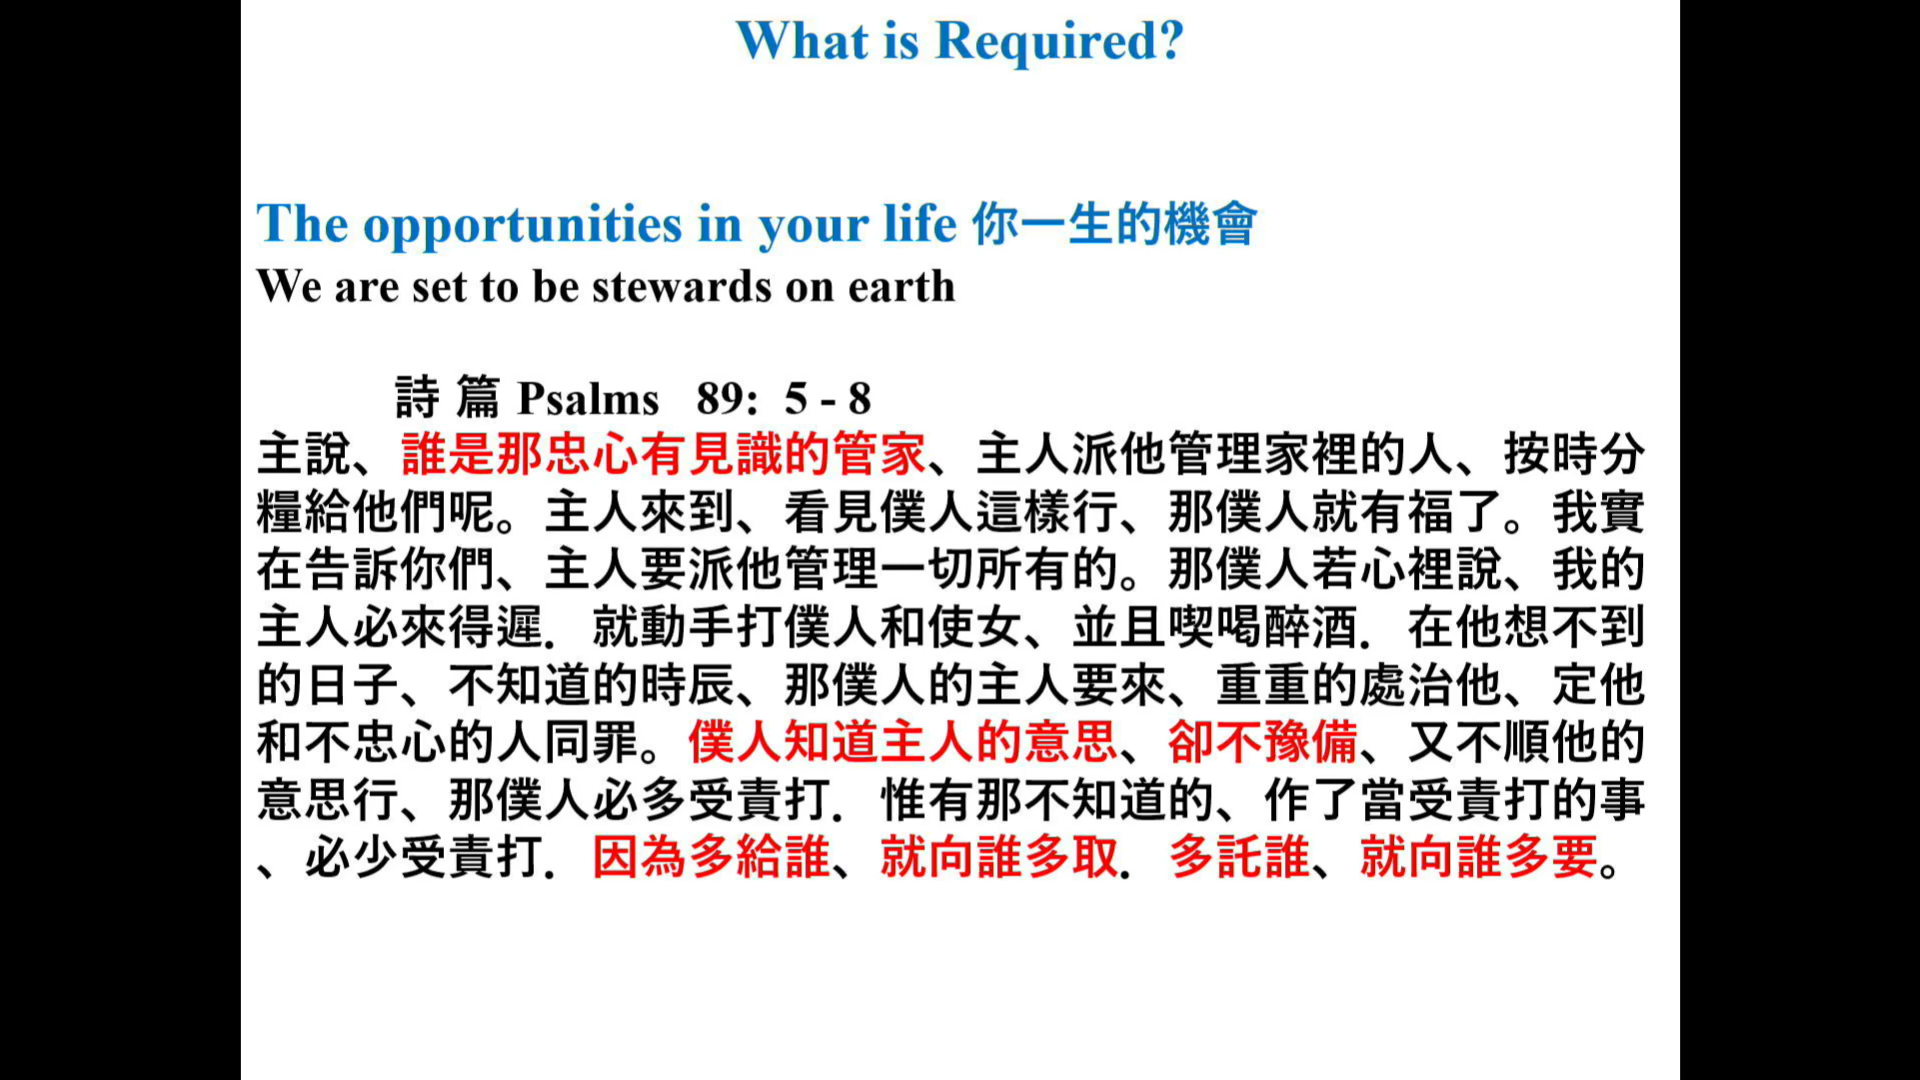 What is Required?
The opportunities in your life 你一生的機會
We are set to be stewards on earth
詩 篇 Psalms 89: 5 - 8
主說、誰是那忠心有見識的管家、主人派他管理家裡的人、按時分
糧給他們呢。主人來到、看見僕人這樣行、那僕人就有福了。我實
在告訴你們、主人要派他管理一切所有的。那僕人若心裡說、我的
主人必來得遲．就動手打僕人和使女、並且喫喝醉酒．在他想不到
的日子、不知道的時辰、那僕人的主人要來、重重的處治他、定他
和不忠心的人同罪。僕人知道主人的意思、卻不豫備、又不順他的
意思行、那僕人必多受責打．惟有那不知道的、作了當受責打的事
、必少受責打．因為多給誰、就向誰多取．多託誰、就向誰多要。